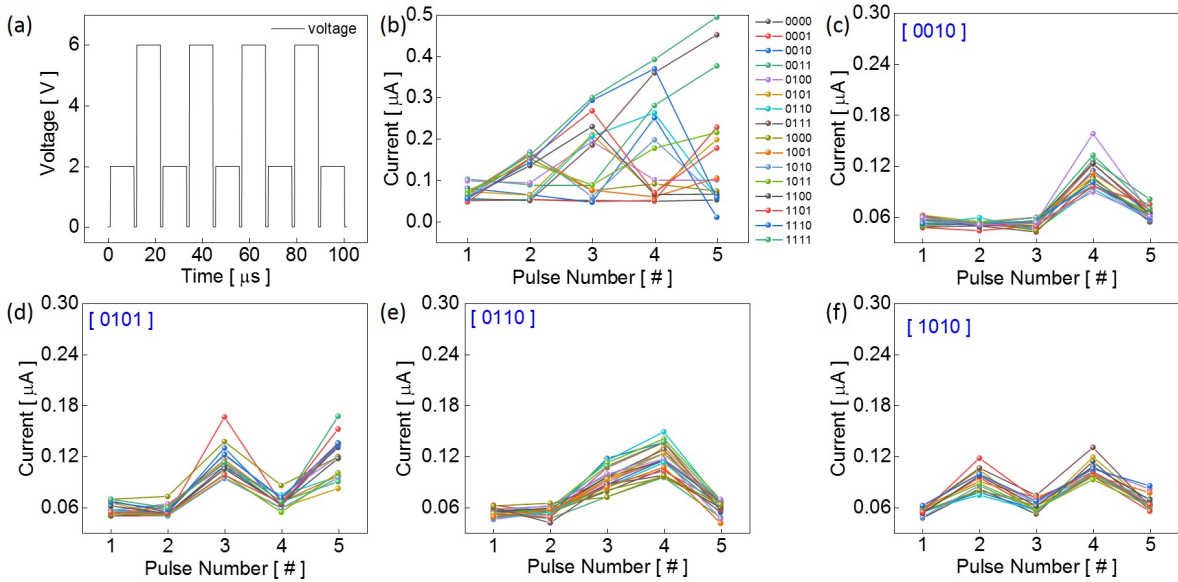 (a)
voltage
Voltage [ V ]
6
4
2
0
0 20 40 60 80 100
Time [ μs ]
(b)
Current [ μA ]
0.5
0.4
0.3
0.2
0.1
0.0
1 2 3 4 5
Pulse Number [ # ]
0000
0001
0010
0011
0100
0101
0110
0111
1000
1001
1010
1011
1100
1101
1110
1111
(c)
[ 0010 ]
Current [ μA ]
0.30
0.24
0.18
0.12
0.06
1 2 3 4 5
Pulse Number [ # ]
(d)
[ 0101 ]
Current [ μA ]
0.30
0.24
0.18
0.12
0.06
1 2 3 4 5
Pulse Number [ # ]
(e)
[ 0110 ]
Current [ μA ]
0.30
0.24
0.18
0.12
0.06
1 2 3 4 5
Pulse Number [ # ]
(f)
[ 1010 ]
Current [ μA ]
0.30
0.24
0.18
0.12
0.06
1 2 3 4 5
Pulse Number [ # ]